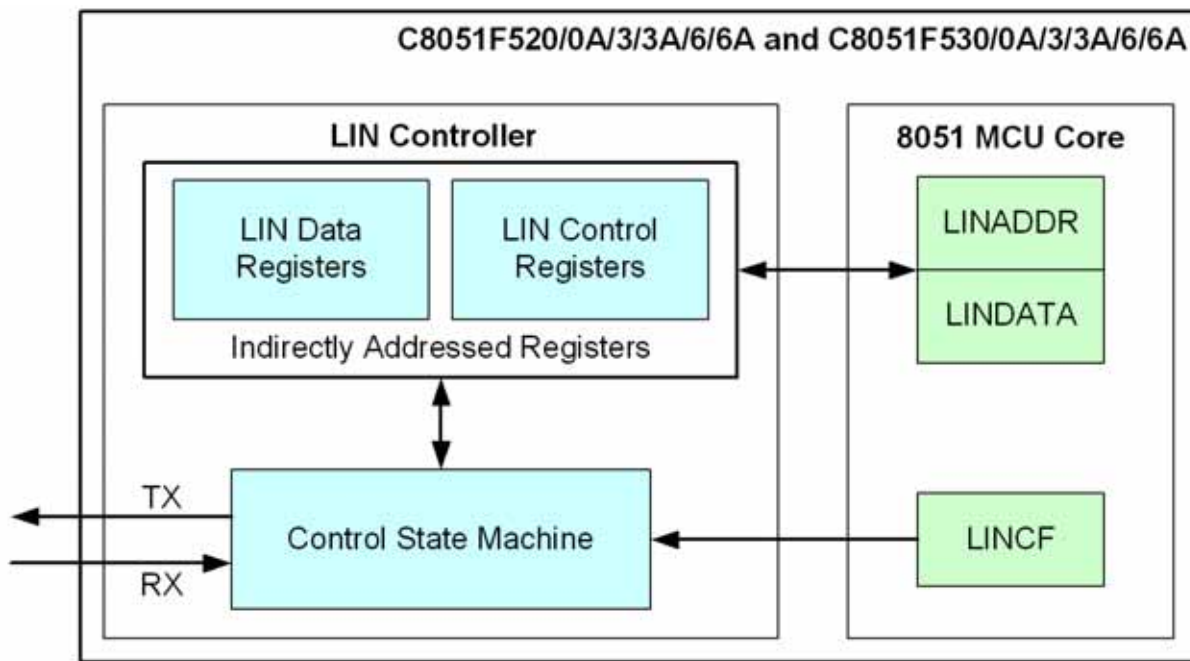 C8051F520/0A/3/3A/6/6A and C8051F530/0A/3/3A/6/6A
LIN Controller
8051 MCU Core
LIN Data
Registers
LIN Control
Registers
Indirectly Addressed Registers
LINADDR
LINDATA
TX
RX
Control State Machine
LINCF